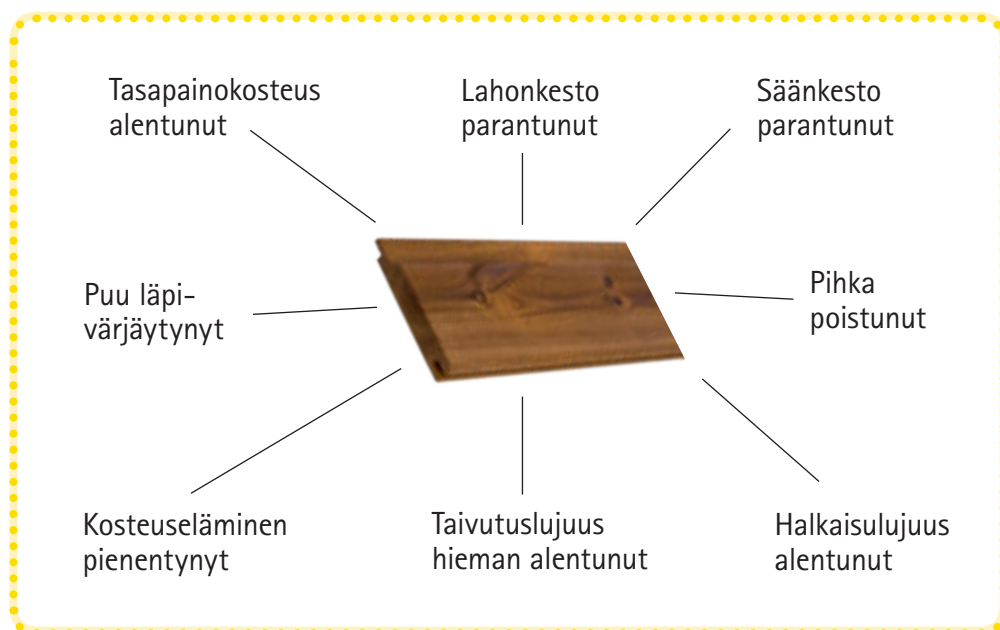 Tasapainokosteus
alentunut
Lahonkesto
parantunut
Säänkesto
parantunut
Puu läpi-
värjäytynyt
Pihka
poistunut
Kosteuseläminen
pienentynyt
Taivutuslujuus
hieman alentunut
Halkaisulujuus
alentunut